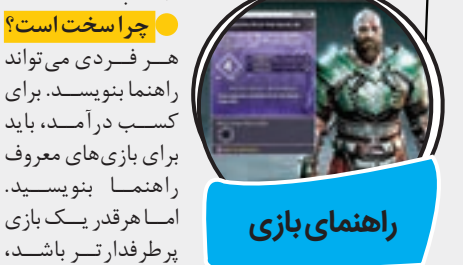 چرا سخت است؟
هر فردی می‌تواند
راهنما بنویسد. برای
کسب درآمد، باید
برای بازی‌های معروف
راهنما بنویسید.
اما هرقدر یک بازی
پرطرفدارتر باشد،
راهنمای بازی